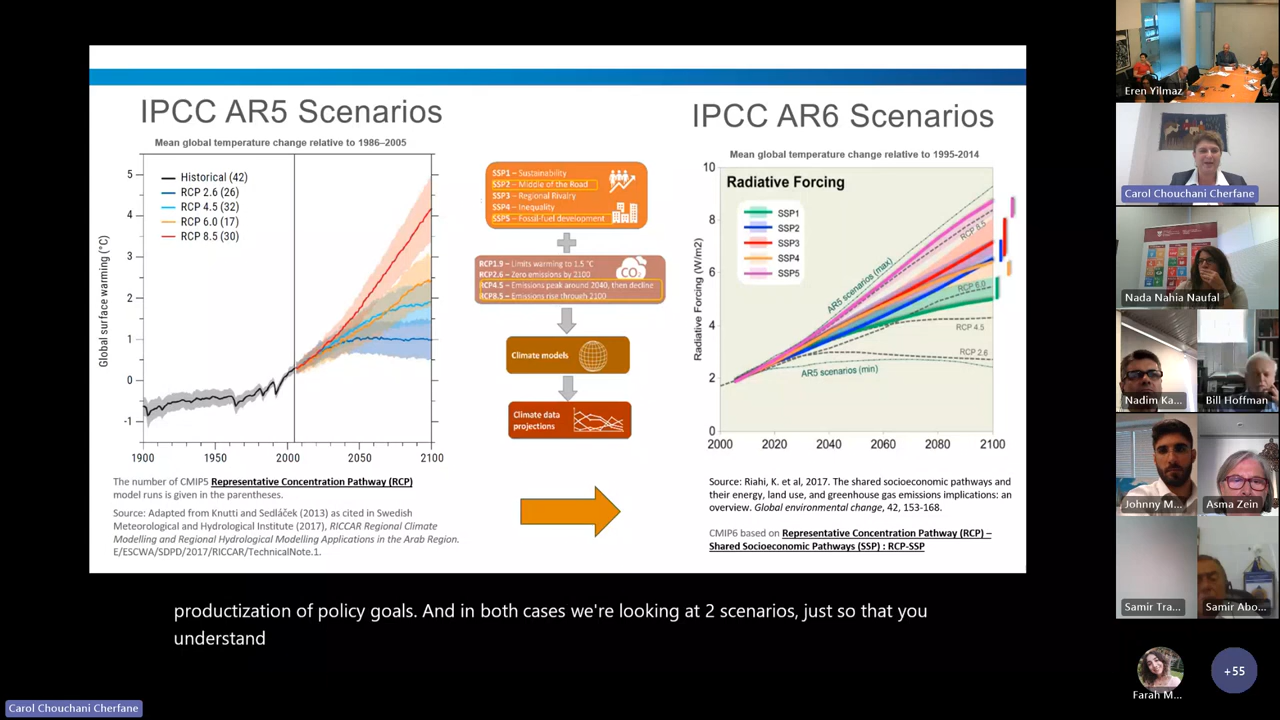 IPCC AR5 Scenarios
Mean global temperature change relative to 1986–2005
Global surface warming (°C)
5
4
3
2
1
0
-1
Historical (42)
RCP 2.6 (26)
RCP 4.5 (32)
RCP 6.0 (17)
RCP 8.5 (30)
1900
1950
2000
2050
2100
The number of CMIP5 Representative Concentration Pathway (RCP)
model runs is given in the parentheses.
Source: Adapted from Knutti and Sedláček (2013) as cited in Swedish
Meteorological and Hydrological Institute (2017), RICCAR Regional Climate
Modelling and Regional Hydrological Modelling Applications in the Arab Region.
E/ESCWA/SDPD/2017/RICCAR/TechnicalNote.1.
SSP1 – Sustainability
SSP2 – Middle of the Road
SSP3 – Regional Rivalry
SSP4 – Inequality
SSP5 – Fossil-fuel development
RCP1.9 – Limits warming to 1.5 °C
RCP2.6 – Zero emissions by 2100
RCP4.5 – Emissions peak around 2040, then decline
RCP8.5 – Emissions rise through 2100
CO2
Climate models
Climate data
projections
IPCC AR6 Scenarios
Mean global temperature change relative to 1995-2014
Radiative Forcing
Radiative Forcing (W/m2)
10
8
6
4
2
0
SSP1
SSP2
SSP3
SSP4
SSP5
AR5 scenarios (max)
RCP 8.5
RCP 6.0
RCP 4.5
RCP 2.6
AR5 scenarios (min)
2000
2020
2040
2060
2080
2100
Source: Riahi, K. et al, 2017. The shared socioeconomic pathways and
their energy, land use, and greenhouse gas emissions implications: an
overview. Global environmental change, 42, 153-168.
CMIP6 based on Representative Concentration Pathway (RCP) –
Shared Socioeconomic Pathways (SSP) : RCP-SSP
productization of policy goals. And in both cases we're looking at 2 scenarios, just so that you
understand
Carol Chouchani Cherfane
Eren Yilmaz
Carol Chouchani Cherfane
Nada Nahia Naufal
Nadim Ka...
Bill Hoffman
Johnny M...
Asma Zein
Samir Tra...
Samir Abo...
Farah M...
+55